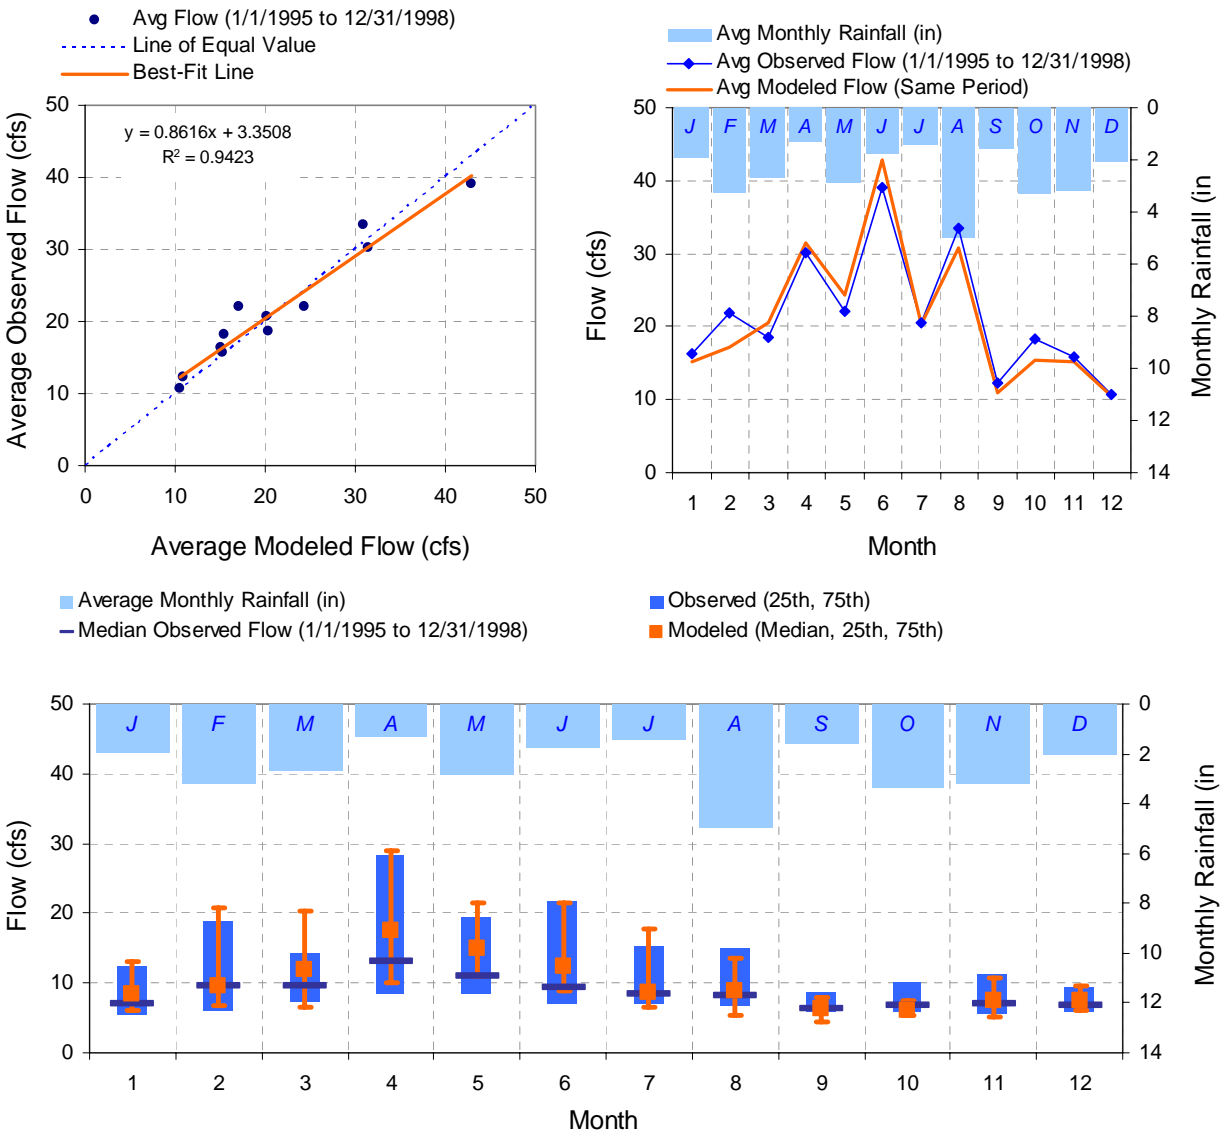 Avg Flow (1/1/1995 to 12/31/1998)
Line of Equal Value
Best-Fit Line
y = 0.8616x + 3.3508
R² = 0.9423
50
40
30
20
10
0
0 10 20 30 40 50
Average Observed Flow (cfs)
Average Modeled Flow (cfs)
Avg Monthly Rainfall (in)
Avg Observed Flow (1/1/1995 to 12/31/1998)
Avg Modeled Flow (Same Period)
J F M A M J J A S O N D
50
40
30
20
10
0
0
2
4
6
8
10
12
14
1 2 3 4 5 6 7 8 9 10 11 12
Flow (cfs)
Monthly Rainfall (in
Month
Average Monthly Rainfall (in)
Median Observed Flow (1/1/1995 to 12/31/1998)
Observed (25th, 75th)
Modeled (Median, 25th, 75th)
J F M A M J J A S O N D
50
40
30
20
10
0
0
2
4
6
8
10
12
14
1 2 3 4 5 6 7 8 9 10 11 12
Flow (cfs)
Monthly Rainfall (in
Month